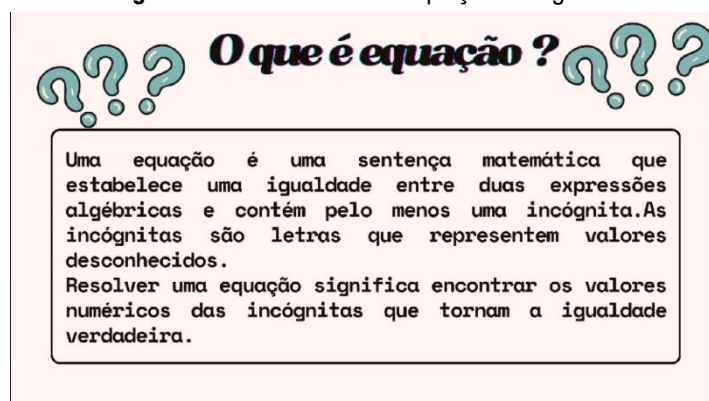 O que é equação ?
Uma equação é uma sentença matemática que
estabelece uma igualdade entre duas expressões
algébricas e contém pelo menos uma incógnita.As
incógnitas são letras que representem valores
desconhecidos.
Resolver uma equação significa encontrar os valores
numéricos das incógnitas que tornam a igualdade
verdadeira.